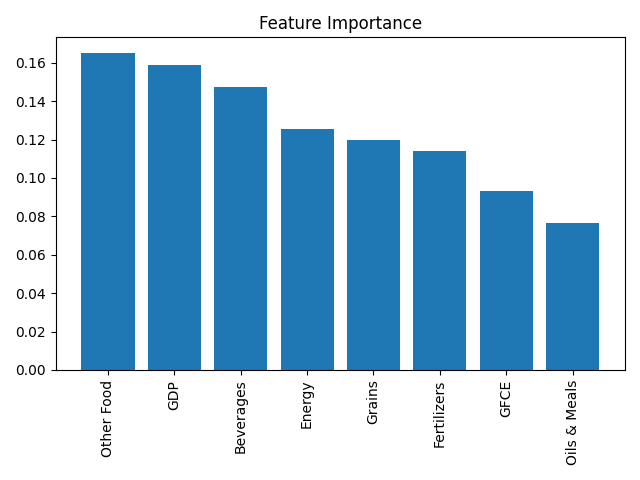 Feature Importance
0.16
0.14
0.12
0.10
0.08
0.06
0.04
0.02
0.00
Other Food
GDP
Beverages
Energy
Grains
Fertilizers
GFCE
Oils & Meals